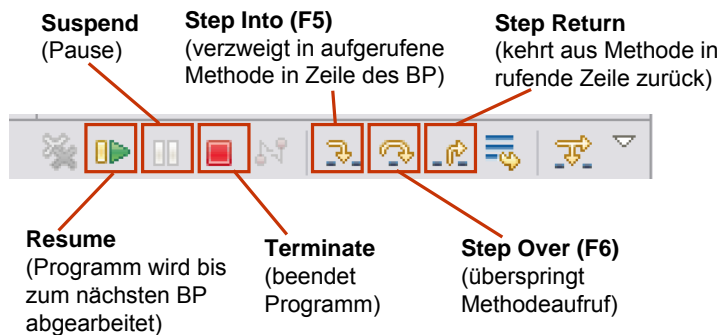 Suspend
(Pause)
Step Into (F5)
(verzweigt in aufgerufene
Methode in Zeile des BP)
Step Return
(kehrt aus Methode in
rufende Zeile zurück)
Resume
(Programm wird bis
zum nächsten BP
abgearbeitet)
Terminate
(beendet
Programm)
Step Over (F6)
(überspringt
Methodeaufruf)